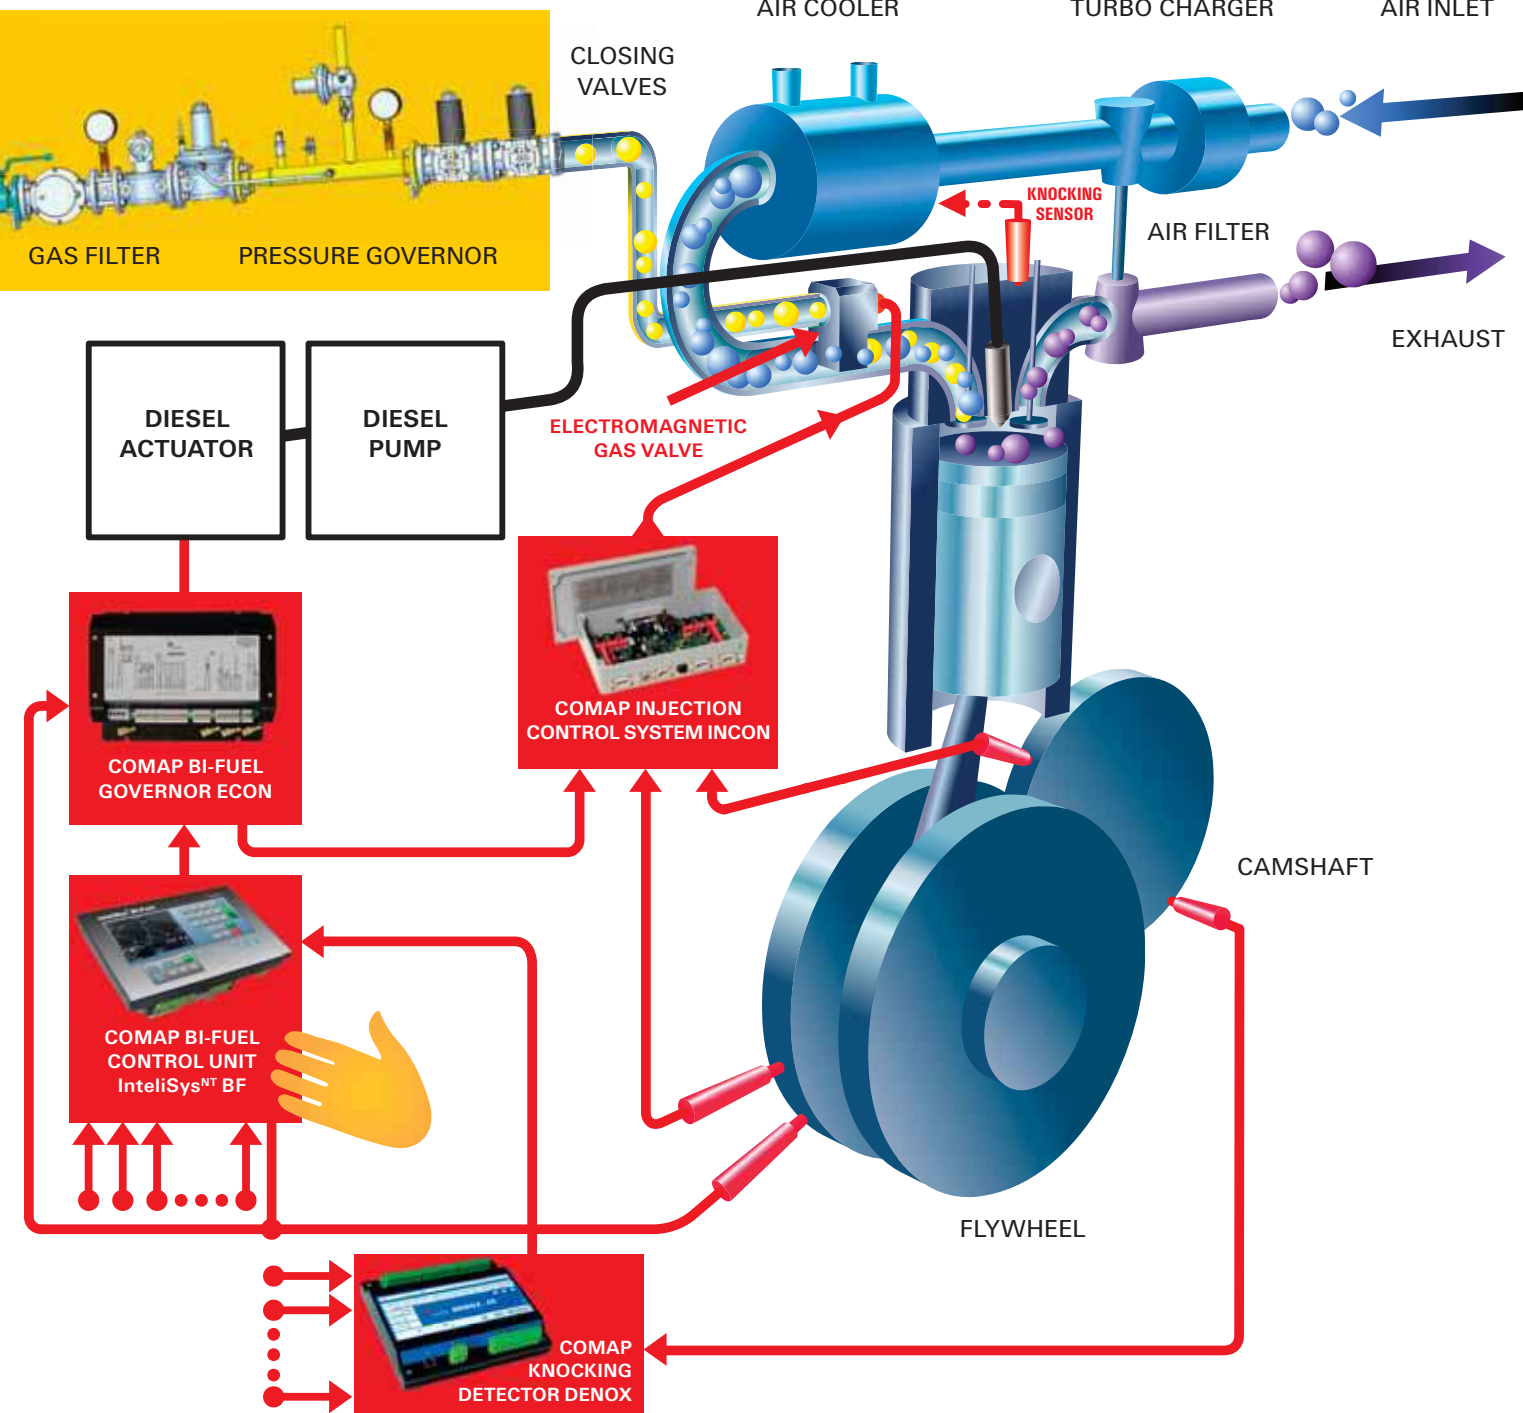 AIR COOLER
TURBO CHARGER
AIR INLET
CLOSING
VALVES
KNOCKING
SENSOR
GAS FILTER
PRESSURE GOVERNOR
AIR FILTER
EXHAUST
DIESEL
ACTUATOR
DIESEL
PUMP
ELECTROMAGNETIC
GAS VALVE
COMAP INJECTION
CONTROL SYSTEM INCON
COMAP BI-FUEL
GOVERNOR ECON
CAMSHAFT
COMAP BI-FUEL
CONTROL UNIT
InteliSysNT BF
FLYWHEEL
COMAP
KNOCKING
DETECTOR DENOX